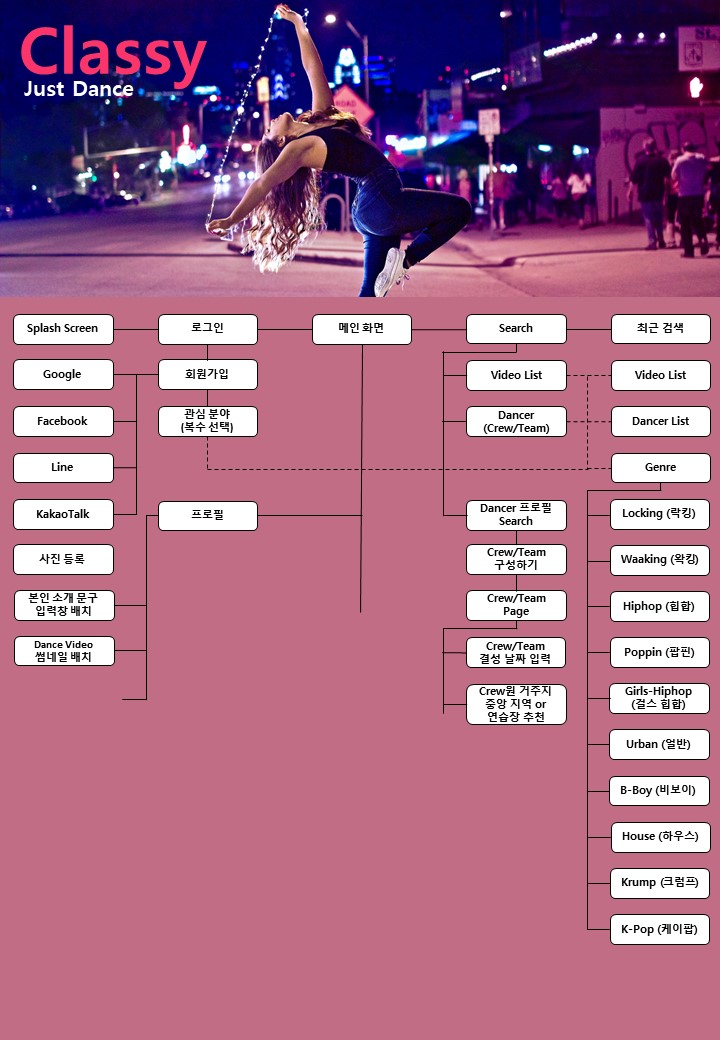 Classy
Just Dance
Splash Screen
로그인
메인 화면
Search
최근 검색
Google
회원가입
Video List
Video List
Facebook
관심 분야
(복수 선택)
Dancer
(Crew/Team)
Dancer List
Line
Genre
KakaoTalk
프로필
Dancer 프로필
Search
Locking (락킹)
사진 등록
Crew/Team
구성하기
Waaking (왁킹)
본인 소개 문구
입력창 배치
Crew/Team
Page
Hiphop (힙합)
Dance Video
썸네일 배치
Crew/Team
결성 날짜 입력
Poppin (팝핀)
Crew원 거주지
중앙 지역 or
연습장 추천
Girls-Hiphop
(걸스 힙합)
Urban (얼반)
B-Boy (비보이)
House (하우스)
Krump (크럼프)
K-Pop (케이팝)